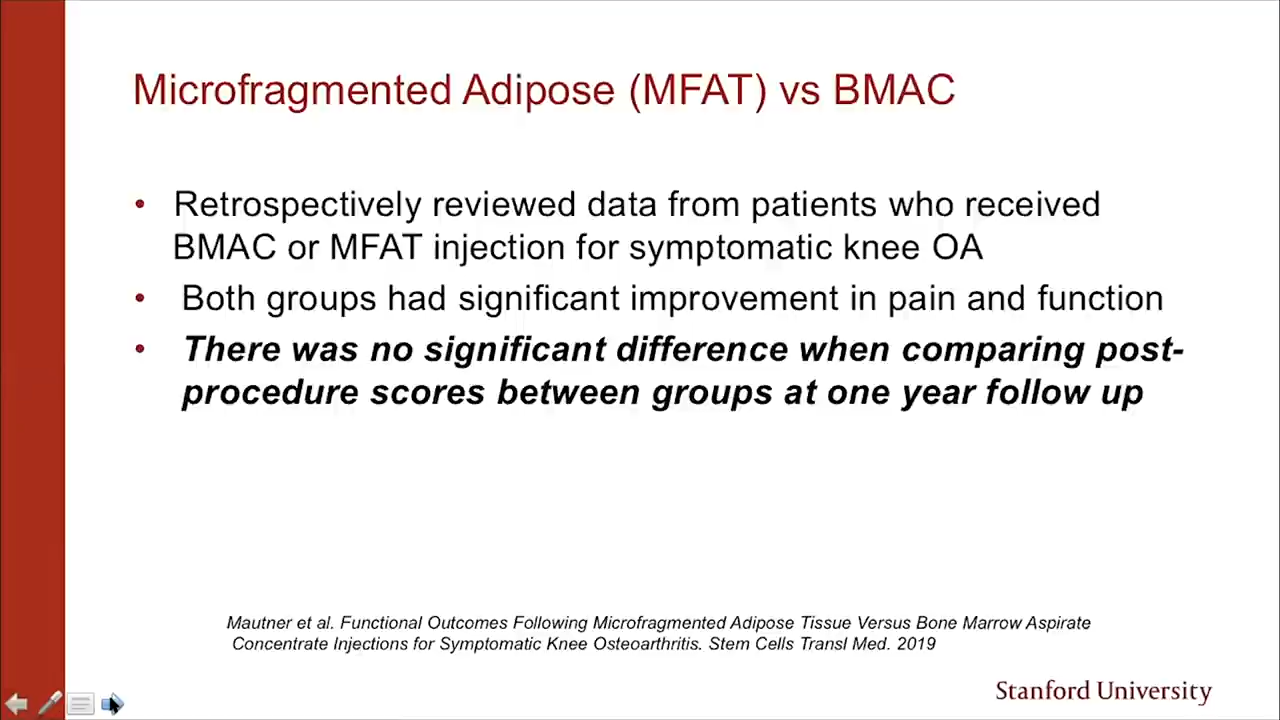 Microfragmented Adipose (MFAT) vs BMAC
• Retrospectively reviewed data from patients who received
BMAC or MFAT injection for symptomatic knee OA
• Both groups had significant improvement in pain and function
• There was no significant difference when comparing post-
procedure scores between groups at one year follow up
Mautner et al. Functional Outcomes Following Microfragmented Adipose Tissue Versus Bone Marrow Aspirate
Concentrate Injections for Symptomatic Knee Osteoarthritis. Stem Cells Transl Med. 2019
Stanford University